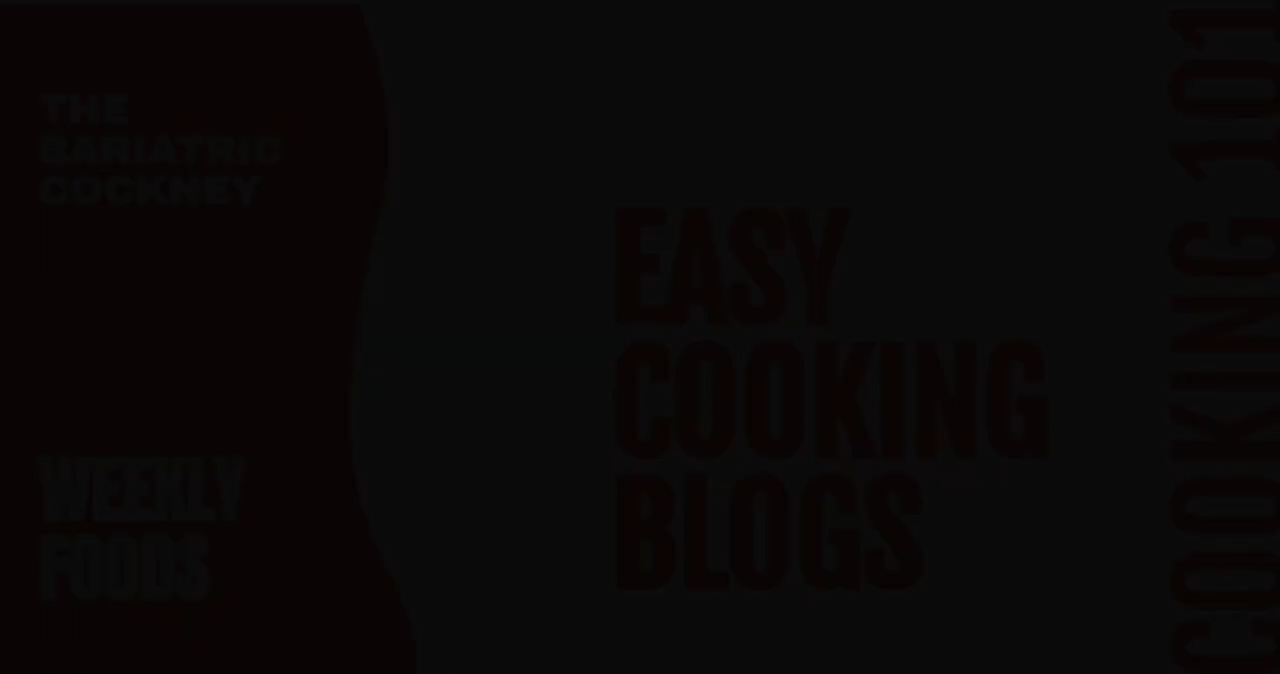 THE
BARIATRIC
COCKNEY
WEEKLY
FOODS
EASY
COOKING
BLOGS
COOKING 101